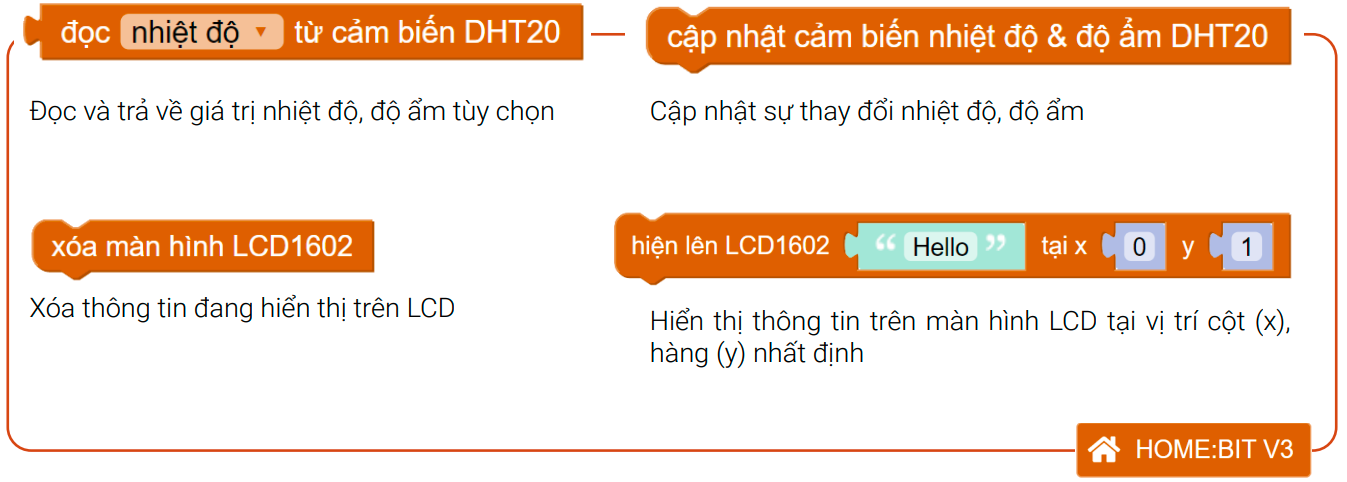 đọc nhiệt độ từ cảm biến DHT20
cập nhật cảm biến nhiệt độ & độ ẩm DHT20
Đọc và trả về giá trị nhiệt độ, độ ẩm tùy chọn
Cập nhật sự thay đổi nhiệt độ, độ ẩm
xóa màn hình LCD1602
hiện lên LCD1602 “ Hello ” tại x 0 y 1
Xóa thông tin đang hiển thị trên LCD
Hiển thị thông tin trên màn hình LCD tại vị trí cột (x),
hàng (y) nhất định
HOME:BIT V3